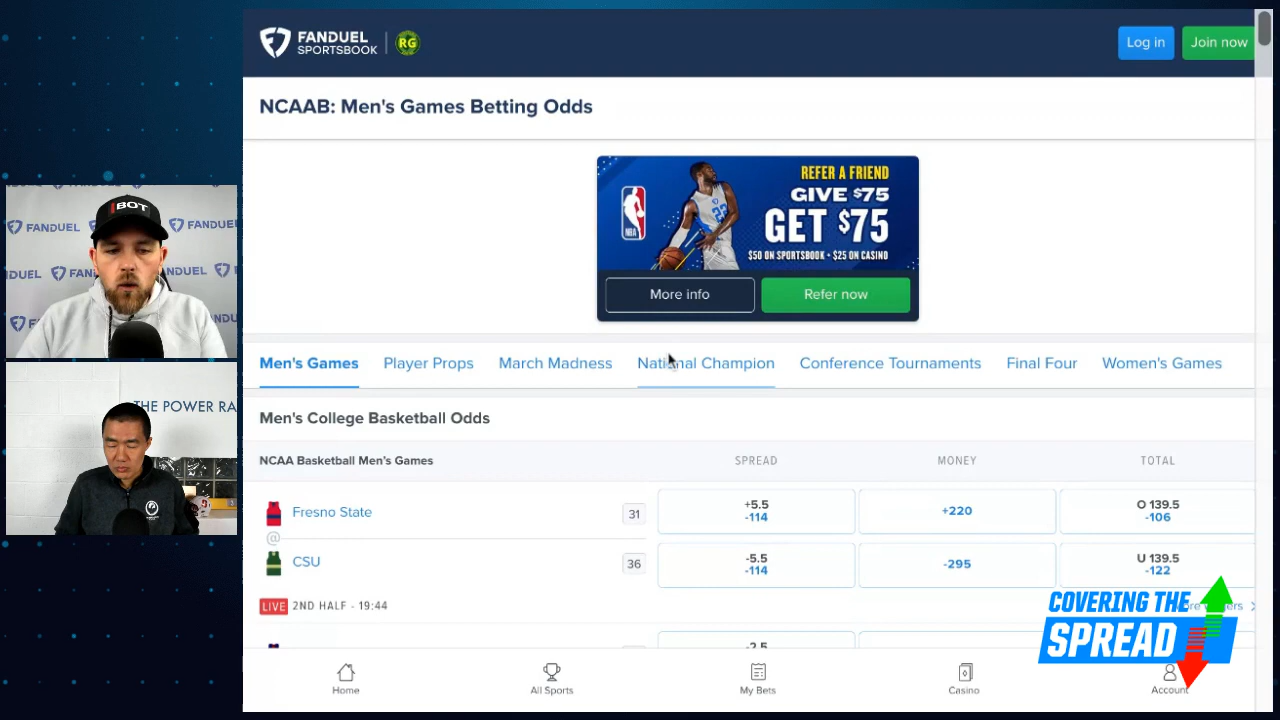 FANDUEL
SPORTSBOOK
RG
Log in
Join now
NCAAB: Men's Games Betting Odds
REFER A FRIEND
GIVE $75
GET $75
$50 ON SPORTSBOOK • $25 ON CASINO
NBA
More info
Refer now
Men's Games
Player Props
March Madness
National Champion
Conference Tournaments
Final Four
Women's Games
Men's College Basketball Odds
NCAA Basketball Men's Games
SPREAD
MONEY
TOTAL
Fresno State
31
+5.5
-114
+220
O 139.5
-106
@
CSU
36
-5.5
-114
-295
U 139.5
-122
LIVE
2ND HALF - 19:44
Home
All Sports
My Bets
Casino
Account
COVERING THE
SPREAD
BOT
FANDUEL
FANDUEL
DUEL
THE POWER RA